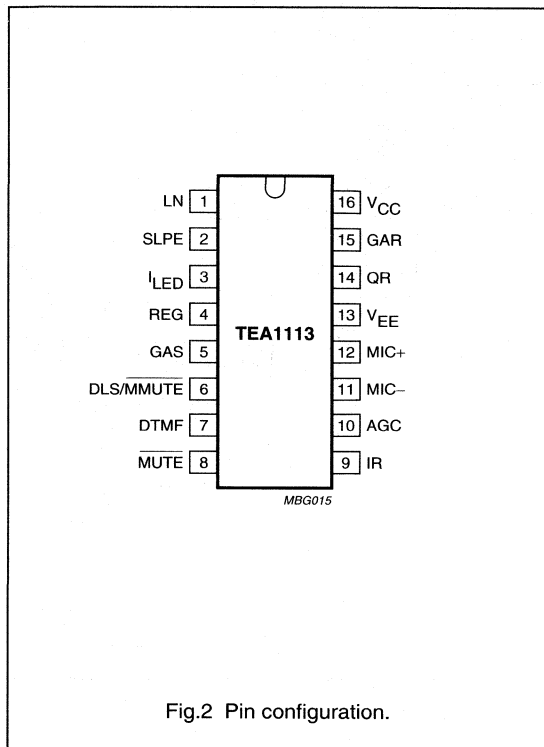 LN 1 16 VCC
SLPE 2 15 GAR
ILED 3 14 QR
REG 4 13 VEE
TEA1113
GAS 5 12 MIC+
DLS/MMUTE 6 11 MIC−
DTMF 7 10 AGC
MUTE 8 9 IR
MBG015
Fig.2 Pin configuration.